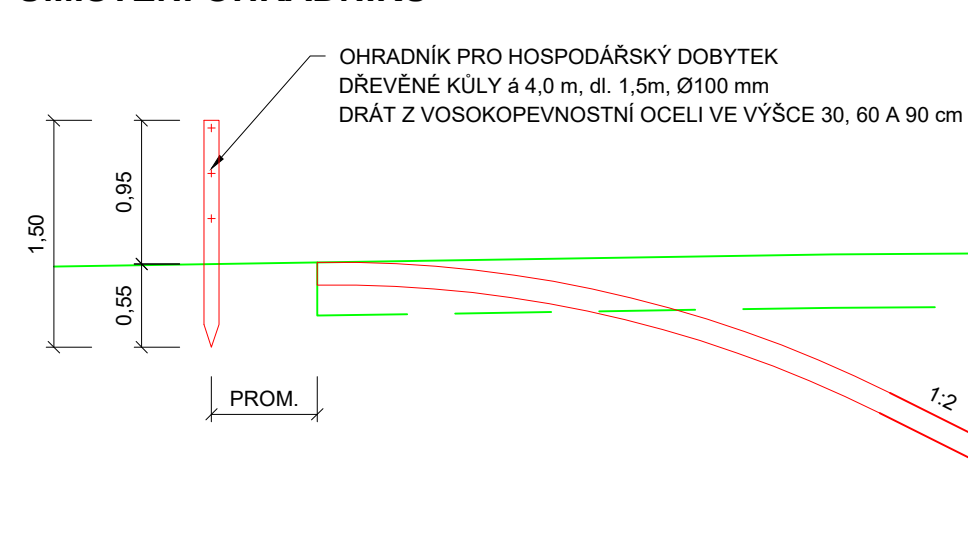 OHRADNÍK PRO HOSPODÁŘSKÝ DOBYTEK
DŘEVĚNÉ KŮLY á 4,0 m, dl. 1,5m, Ø100 mm
DRÁT Z VOSOKOPEVNOSTNÍ OCELI VE VÝŠCE 30, 60 A 90 cm
0,95
1,50
0,55
PROM.
1:2